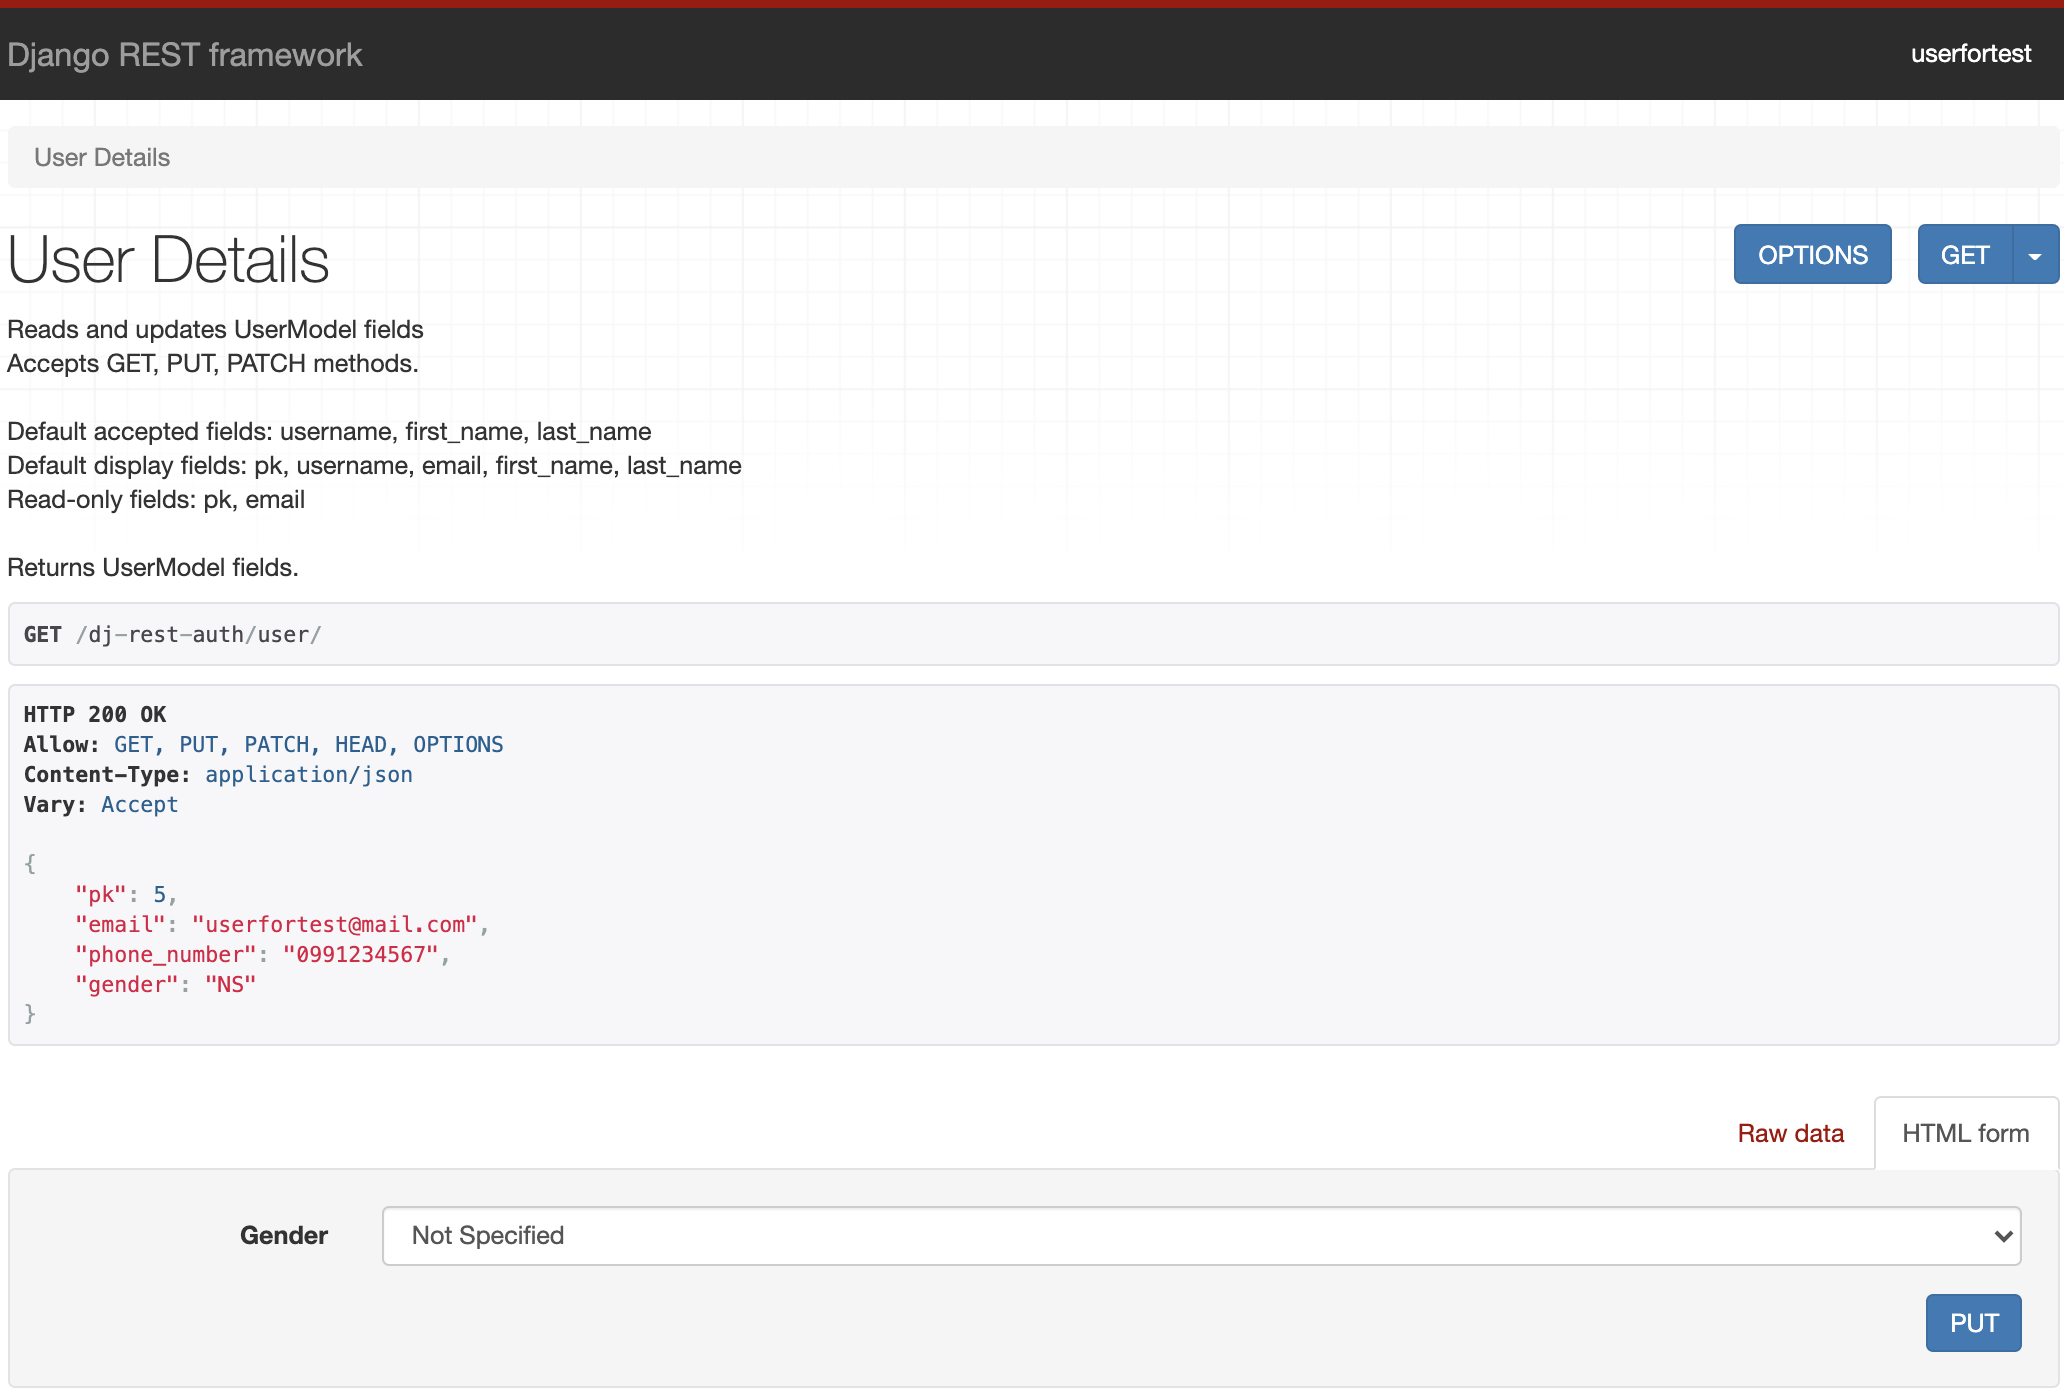 Django REST framework
userfortest
User Details
User Details
OPTIONS
GET
Reads and updates UserModel fields
Accepts GET, PUT, PATCH methods.
Default accepted fields: username, first_name, last_name
Default display fields: pk, username, email, first_name, last_name
Read-only fields: pk, email
Returns UserModel fields.
GET /dj-rest-auth/user/
HTTP 200 OK
Allow: GET, PUT, PATCH, HEAD, OPTIONS
Content-Type: application/json
Vary: Accept
{
    "pk": 5,
    "email": "userfortest@mail.com",
    "phone_number": "0991234567",
    "gender": "NS"
}
Raw data
HTML form
Gender
Not Specified
PUT